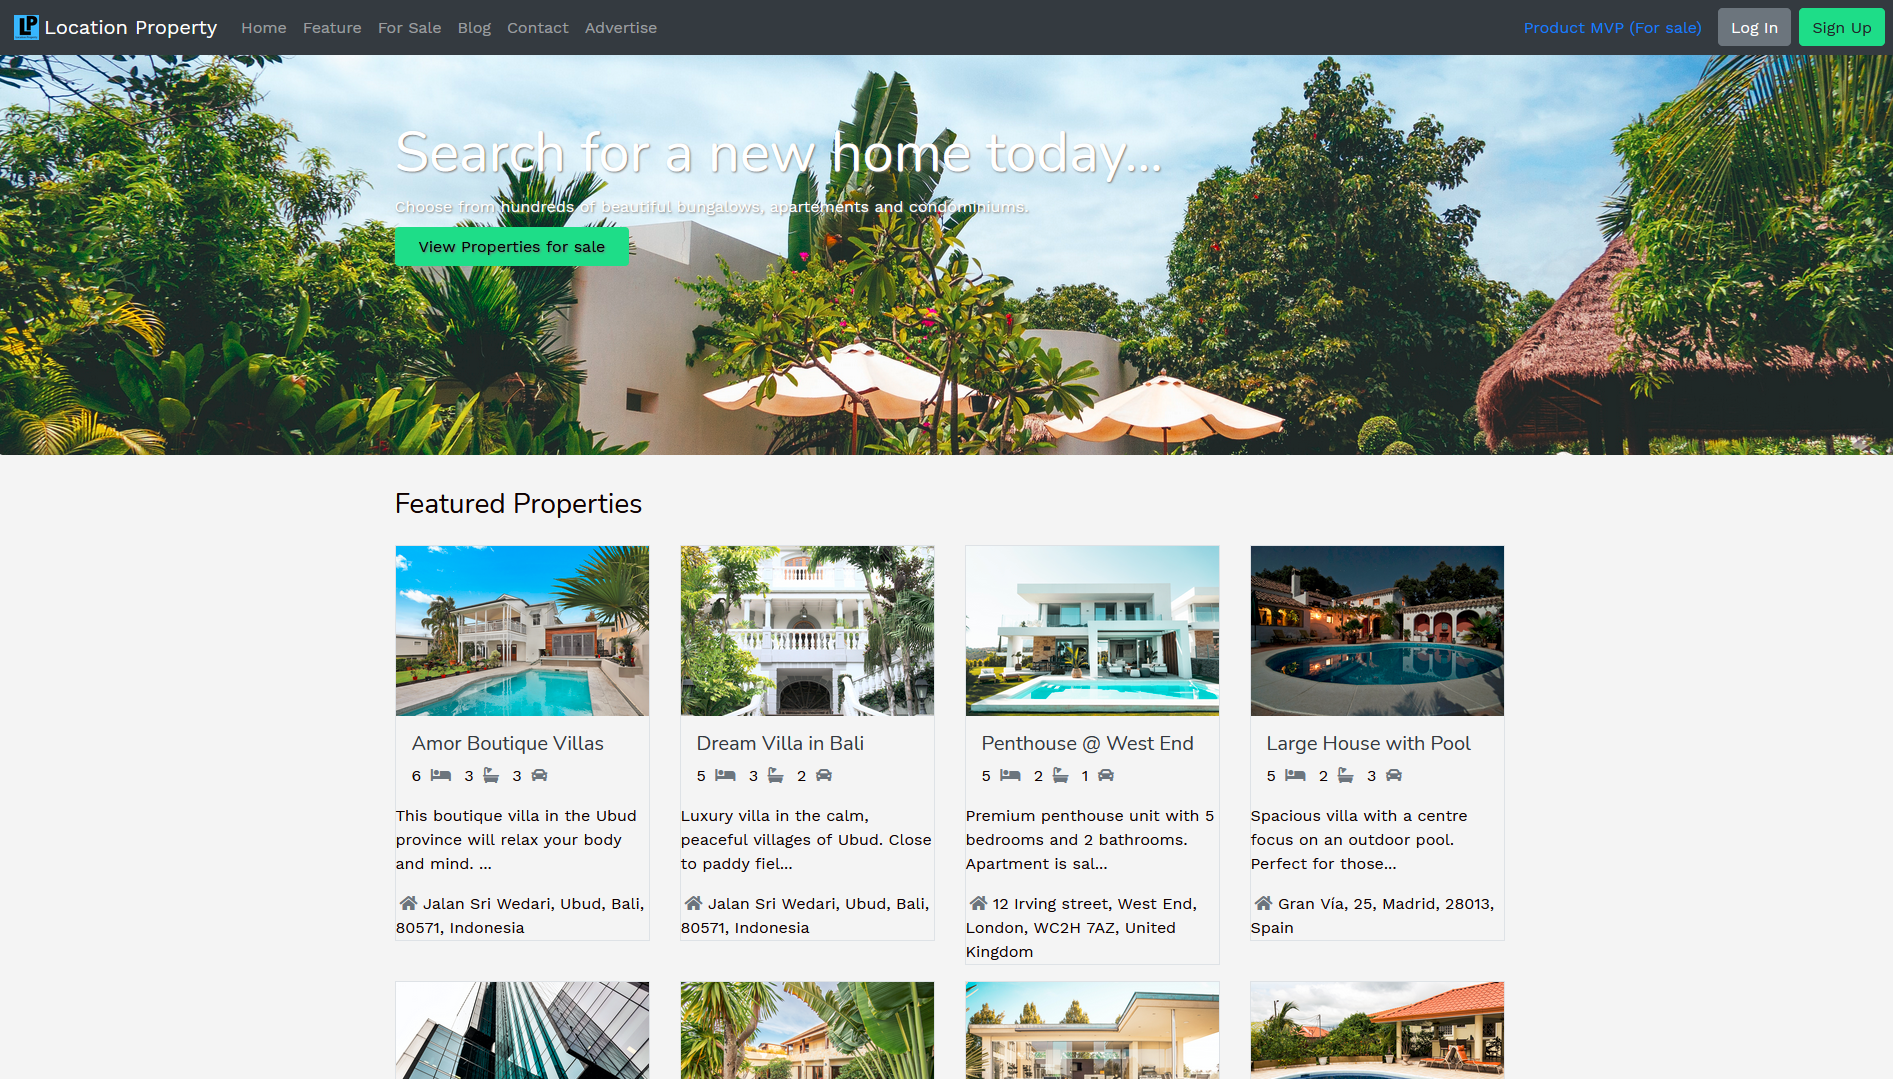 LP Location Property Home Feature For Sale Blog Contact Advertise Product MVP (For sale) Log In Sign Up
Search for a new home today...
Choose from hundreds of beautiful bungalows, apartements and condominiums.
View Properties for sale
Featured Properties
Amor Boutique Villas
6 3 3
This boutique villa in the Ubud
province will relax your body
and mind. ...
Jalan Sri Wedari, Ubud, Bali,
80571, Indonesia
Dream Villa in Bali
5 3 2
Luxury villa in the calm,
peaceful villages of Ubud. Close
to paddy fiel...
Jalan Sri Wedari, Ubud, Bali,
80571, Indonesia
Penthouse @ West End
5 2 1
Premium penthouse unit with 5
bedrooms and 2 bathrooms.
Apartment is sal...
12 Irving street, West End,
London, WC2H 7AZ, United
Kingdom
Large House with Pool
5 2 3
Spacious villa with a centre
focus on an outdoor pool.
Perfect for those...
Gran Vía, 25, Madrid, 28013,
Spain